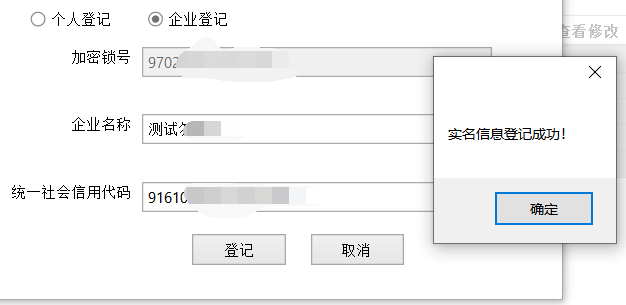 个人登记 企业登记
查看修改
加密锁号 9702
企业名称 测试
实名信息登记成功！
统一社会信用代码 91610
确定
登记 取消